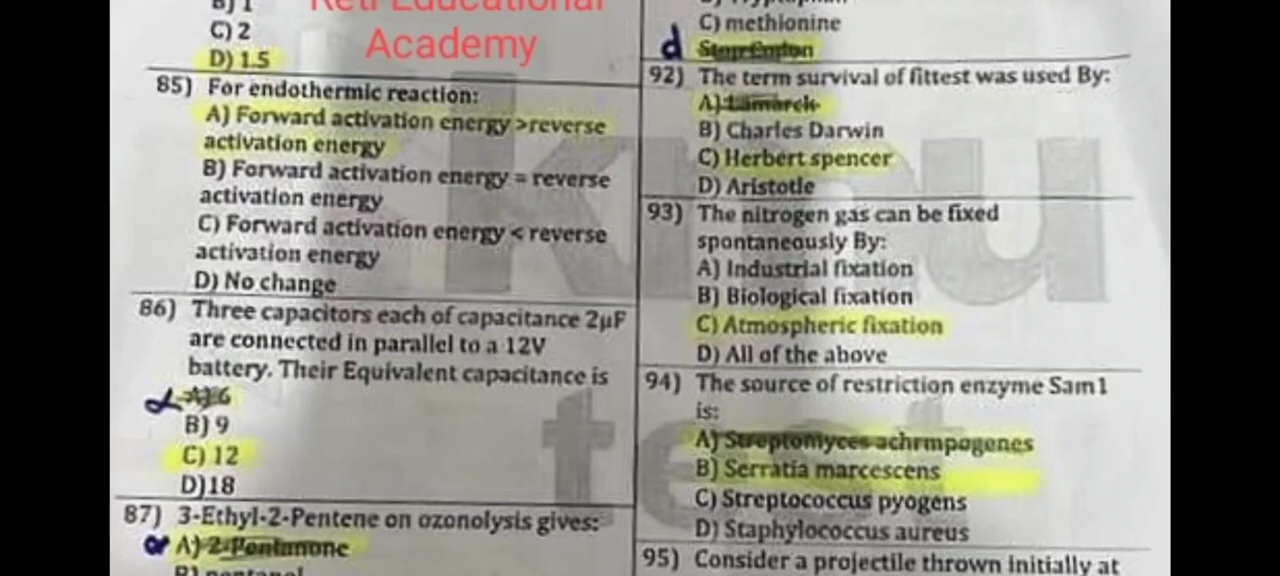 B) 1
C) 2
D) 1.5
Educational
Academy
85) For endothermic reaction:
A) Forward activation energy >reverse
activation energy
B) Forward activation energy = reverse
activation energy
C) Forward activation energy < reverse
activation energy
D) No change
86) Three capacitors each of capacitance 2μF
are connected in parallel to a 12V
battery. Their Equivalent capacitance is
A) 6
B) 9
C) 12
D)18
87) 3-Ethyl-2-Pentene on ozonolysis gives:
A) 2-Pentanone
C) methionine
d Stop Codon
92) The term survival of fittest was used By:
A) Lamarck
B) Charles Darwin
C) Herbert spencer
D) Aristotle
93) The nitrogen gas can be fixed
spontaneously By:
A) Industrial fixation
B) Biological fixation
C) Atmospheric fixation
D) All of the above
94) The source of restriction enzyme Sam1
is:
A) Streptomyces achrmpogenes
B) Serratia marcescens
C) Streptococcus pyogens
D) Staphylococcus aureus
95) Consider a projectile thrown initially at
test